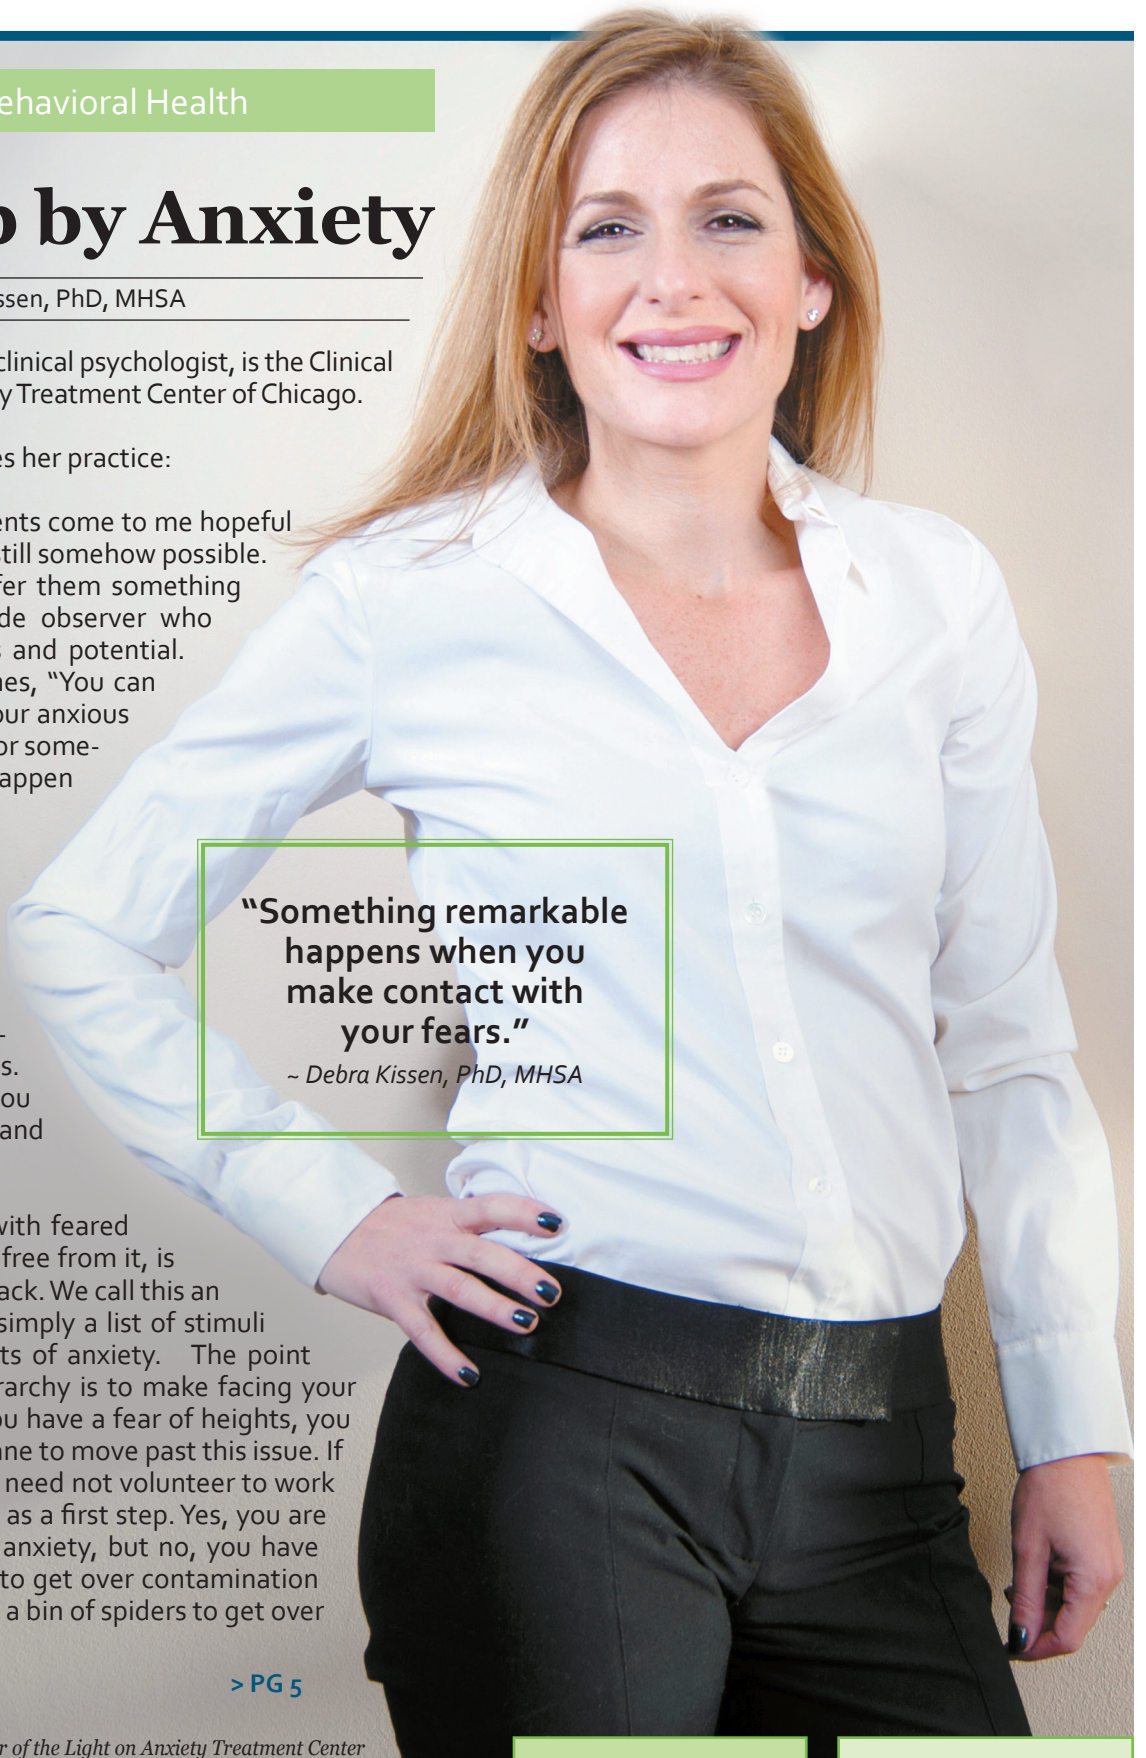 ehavioral Health
p by Anxiety
ssen, PhD, MHSA
clinical psychologist, is the Clinical
y Treatment Center of Chicago.
es her practice:
ents come to me hopeful
still somehow possible.
fer them something
de observer who
s and potential.
nes, “You can
our anxious
or some-
appen
“Something remarkable
happens when you
make contact with
your fears.”
~ Debra Kissen, PhD, MHSA
-
s.
ou
and
with feared
free from it, is
ack. We call this an
simply a list of stimuli
ts of anxiety. The point
rarchy is to make facing your
ou have a fear of heights, you
ane to move past this issue. If
need not volunteer to work
as a first step. Yes, you are
anxiety, but no, you have
to get over contamination
a bin of spiders to get over
> PG 5
r of the Light on Anxiety Treatment Center